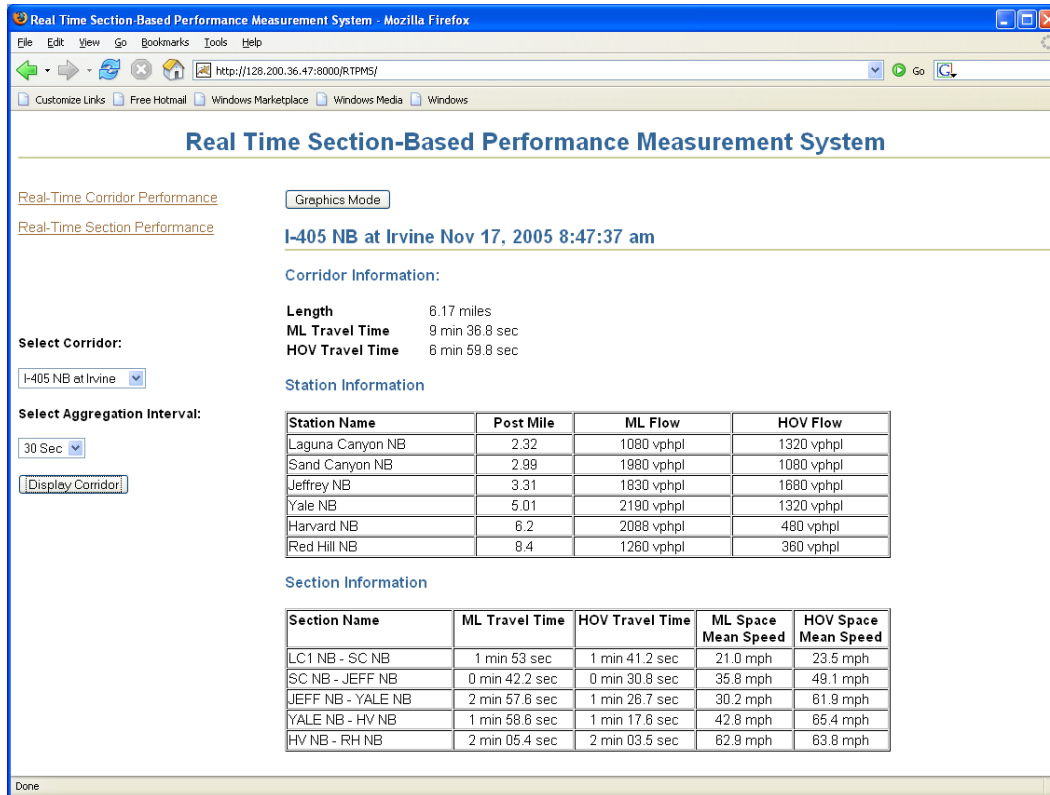 Real Time Section-Based Performance Measurement System - Mozilla Firefox
File Edit View Go Bookmarks Tools Help
http://128.200.36.47:8000/RTPMS/
Go
G
Customize Links Free Hotmail Windows Marketplace Windows Media Windows
Real Time Section-Based Performance Measurement System
Real-Time Corridor Performance
Real-Time Section Performance
Select Corridor:
I-405 NB at Irvine
Select Aggregation Interval:
30 Sec
Display Corridor
Graphics Mode
I-405 NB at Irvine Nov 17, 2005 8:47:37 am
Corridor Information:
Length 6.17 miles
ML Travel Time 9 min 36.8 sec
HOV Travel Time 6 min 59.8 sec
Station Information
Station Name Post Mile ML Flow HOV Flow
Laguna Canyon NB 2.32 1080 vphpl 1320 vphpl
Sand Canyon NB 2.99 1980 vphpl 1080 vphpl
Jeffrey NB 3.31 1830 vphpl 1680 vphpl
Yale NB 5.01 2190 vphpl 1320 vphpl
Harvard NB 6.2 2088 vphpl 480 vphpl
Red Hill NB 8.4 1260 vphpl 360 vphpl
Section Information
Section Name ML Travel Time HOV Travel Time ML Space Mean Speed HOV Space Mean Speed
LC1 NB - SC NB 1 min 53 sec 1 min 41.2 sec 21.0 mph 23.5 mph
SC NB - JEFF NB 0 min 42.2 sec 0 min 30.8 sec 35.8 mph 49.1 mph
JEFF NB - YALE NB 2 min 57.6 sec 1 min 26.7 sec 30.2 mph 61.9 mph
YALE NB - HV NB 1 min 58.6 sec 1 min 17.6 sec 42.8 mph 65.4 mph
HV NB - RH NB 2 min 05.4 sec 2 min 03.5 sec 62.9 mph 63.8 mph
Done